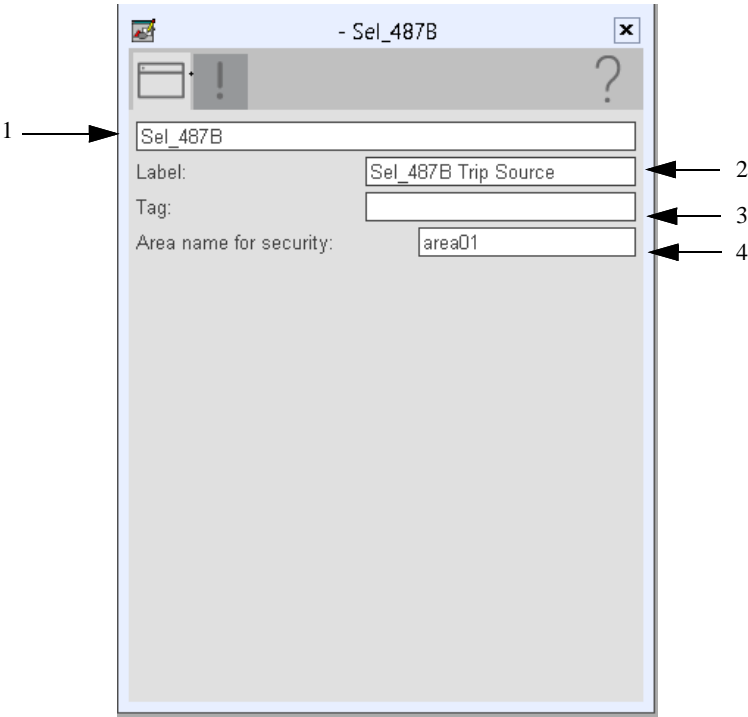 - Sel_487B
?
1
Sel_487B
Label: Sel_487B Trip Source
2
Tag:
3
Area name for security: area01
4